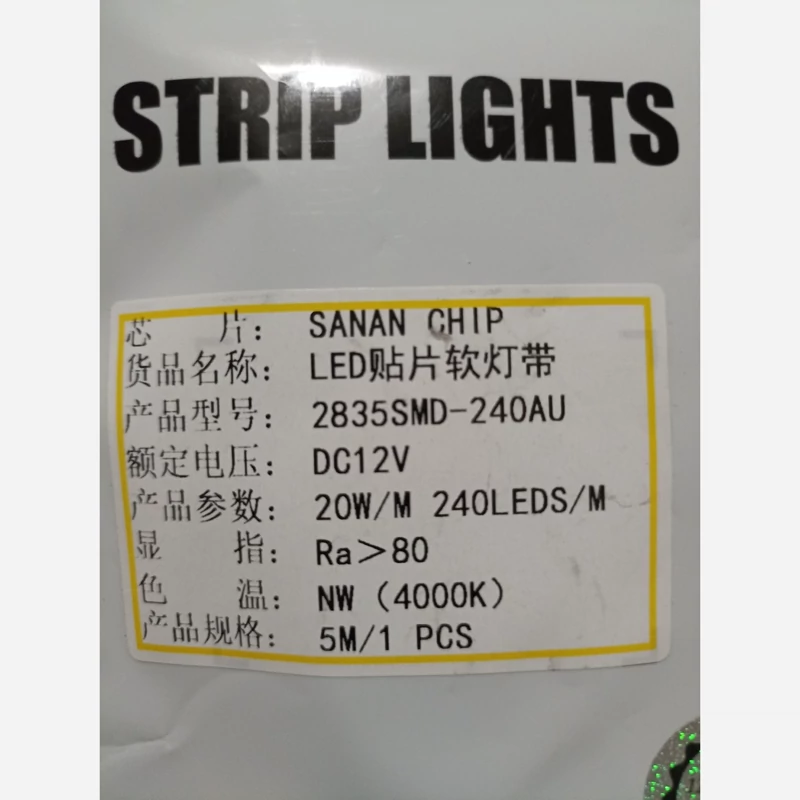 STRIP LIGHTS
芯 片: SANAN CHIP
货品名称: LED贴片软灯带
产品型号: 2835SMD-240AU
额定电压: DC12V
产品参数: 20W/M 240LEDS/M
显 指: Ra>80
色 温: NW (4000K)
产品规格: 5M/1 PCS